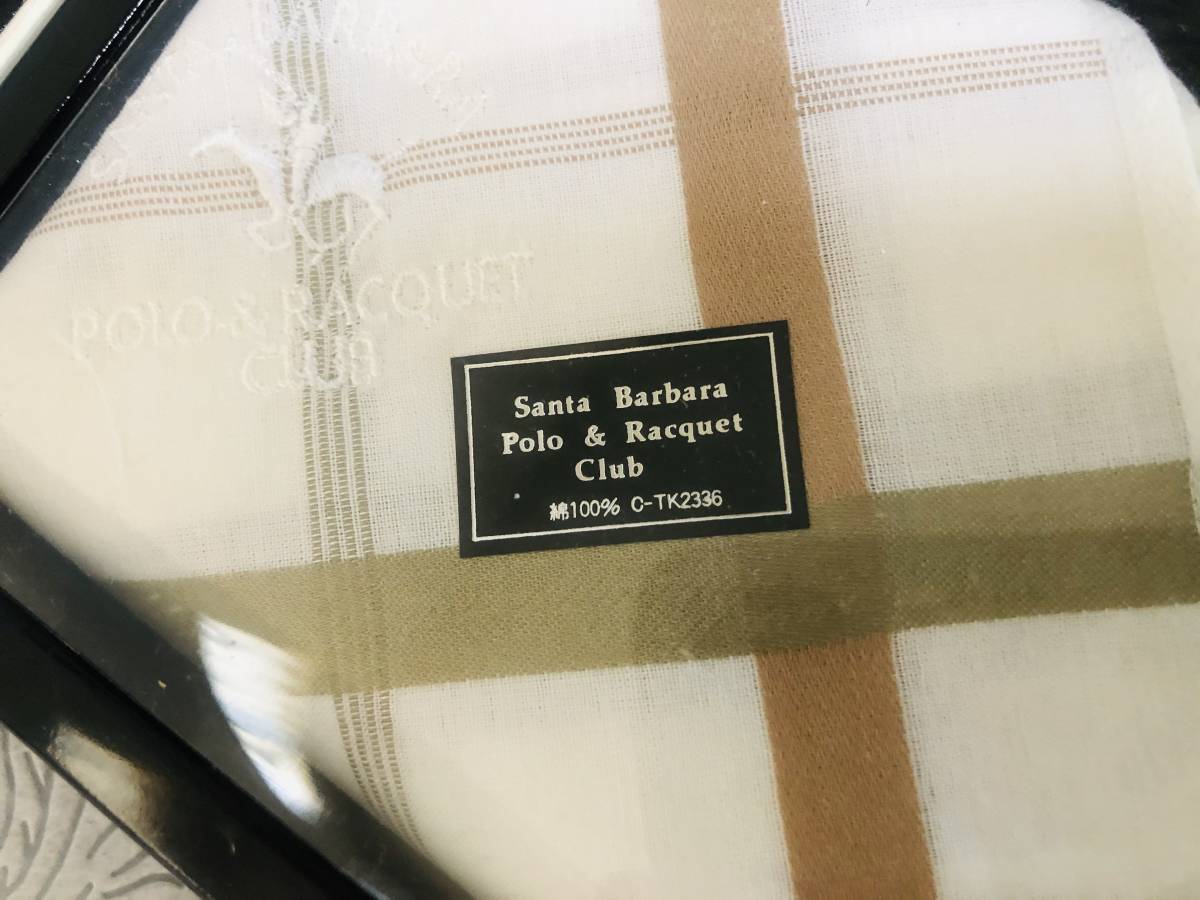 POLO & RACQUET
CLUB
Santa Barbara
Polo & Racquet
Club
綿100% C-TK2336